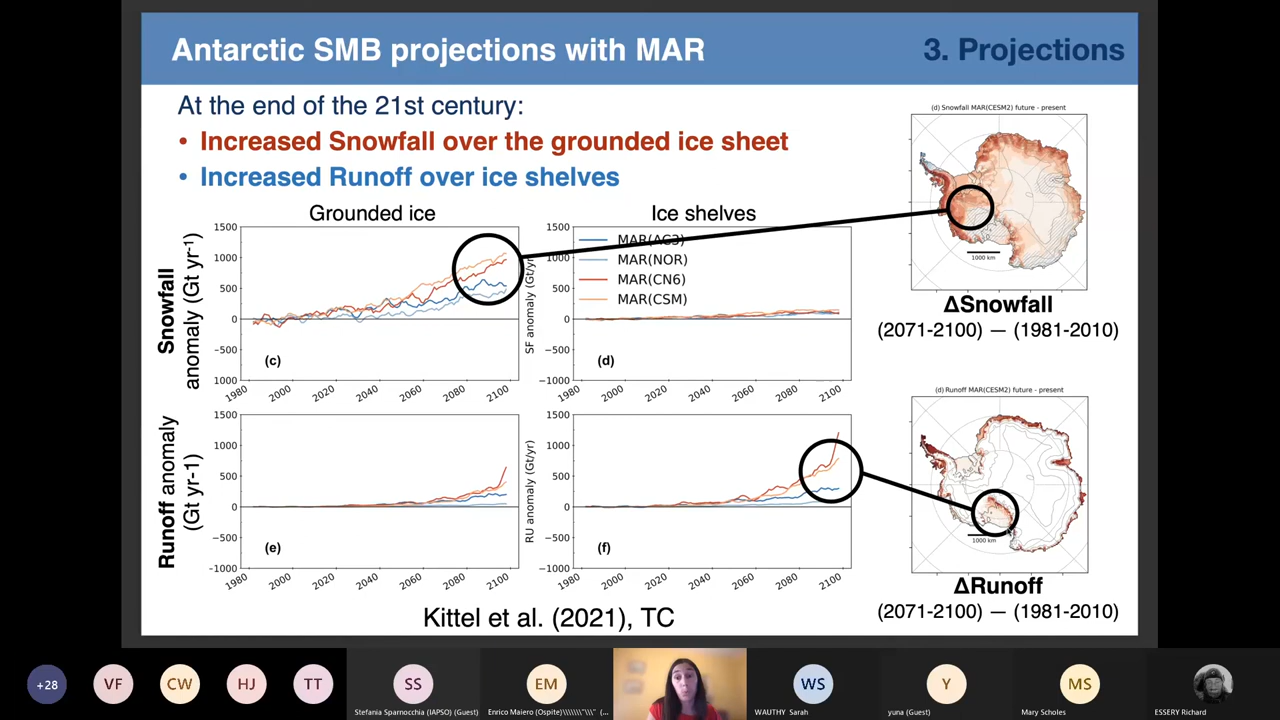 Antarctic SMB projections with MAR
3. Projections
At the end of the 21st century:
• Increased Snowfall over the grounded ice sheet
• Increased Runoff over ice shelves
Grounded ice
Ice shelves
Snowfall
anomaly (Gt yr-1)
1500
1000
500
0
−500
1000
(c)
1980
2000
2020
2040
2060
2080
2100
SF anomaly (Gt/yr)
1500
1000
500
0
−500
−1000
MAR(AC3)
MAR(NOR)
MAR(CN6)
MAR(CSM)
(d)
1980
2000
2020
2040
2060
2080
2100
Runoff anomaly
(Gt yr-1)
1500
1000
500
0
−500
-1000
(e)
1980
2000
2020
2040
2060
2080
2100
RU anomaly (Gt/yr)
1500
1000
500
0
−500
−1000
(f)
1980
2000
2020
2040
2060
2080
2100
(d) Snowfall MAR(CESM2) future - present
1000 km
ΔSnowfall
(2071-2100) — (1981-2010)
(d) Runoff MAR(CESM2) future - present
1000 km
ΔRunoff
(2071-2100) — (1981-2010)
Kittel et al. (2021), TC
+28
VF
CW
HJ
TT
SS
Stefania Sparnocchia (IAPSO) (Guest)
EM
Enrico Maiero (Ospite)\\\\\\\"\\\" (...
WS
WAUTHY Sarah
Y
yuna (Guest)
MS
Mary Scholes
ESSERY Richard